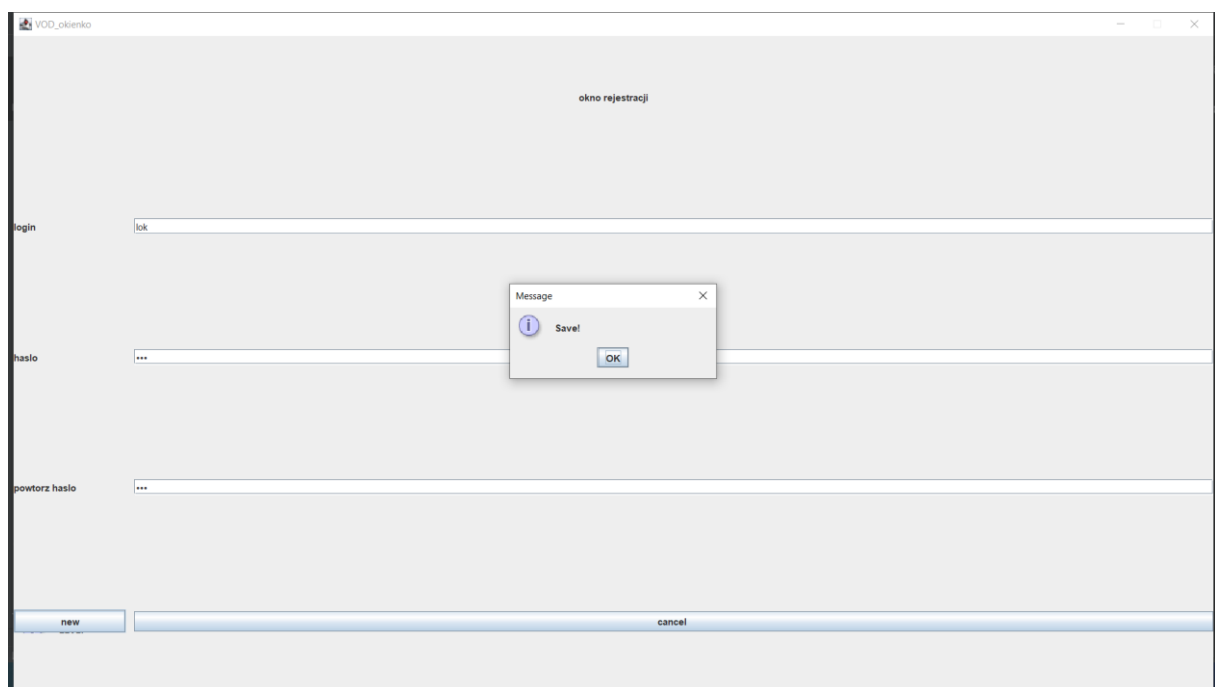 VOD_okienko
okno rejestracji
login lok
Message
Save!
haslo •••
OK
powtorz haslo •••
new cancel